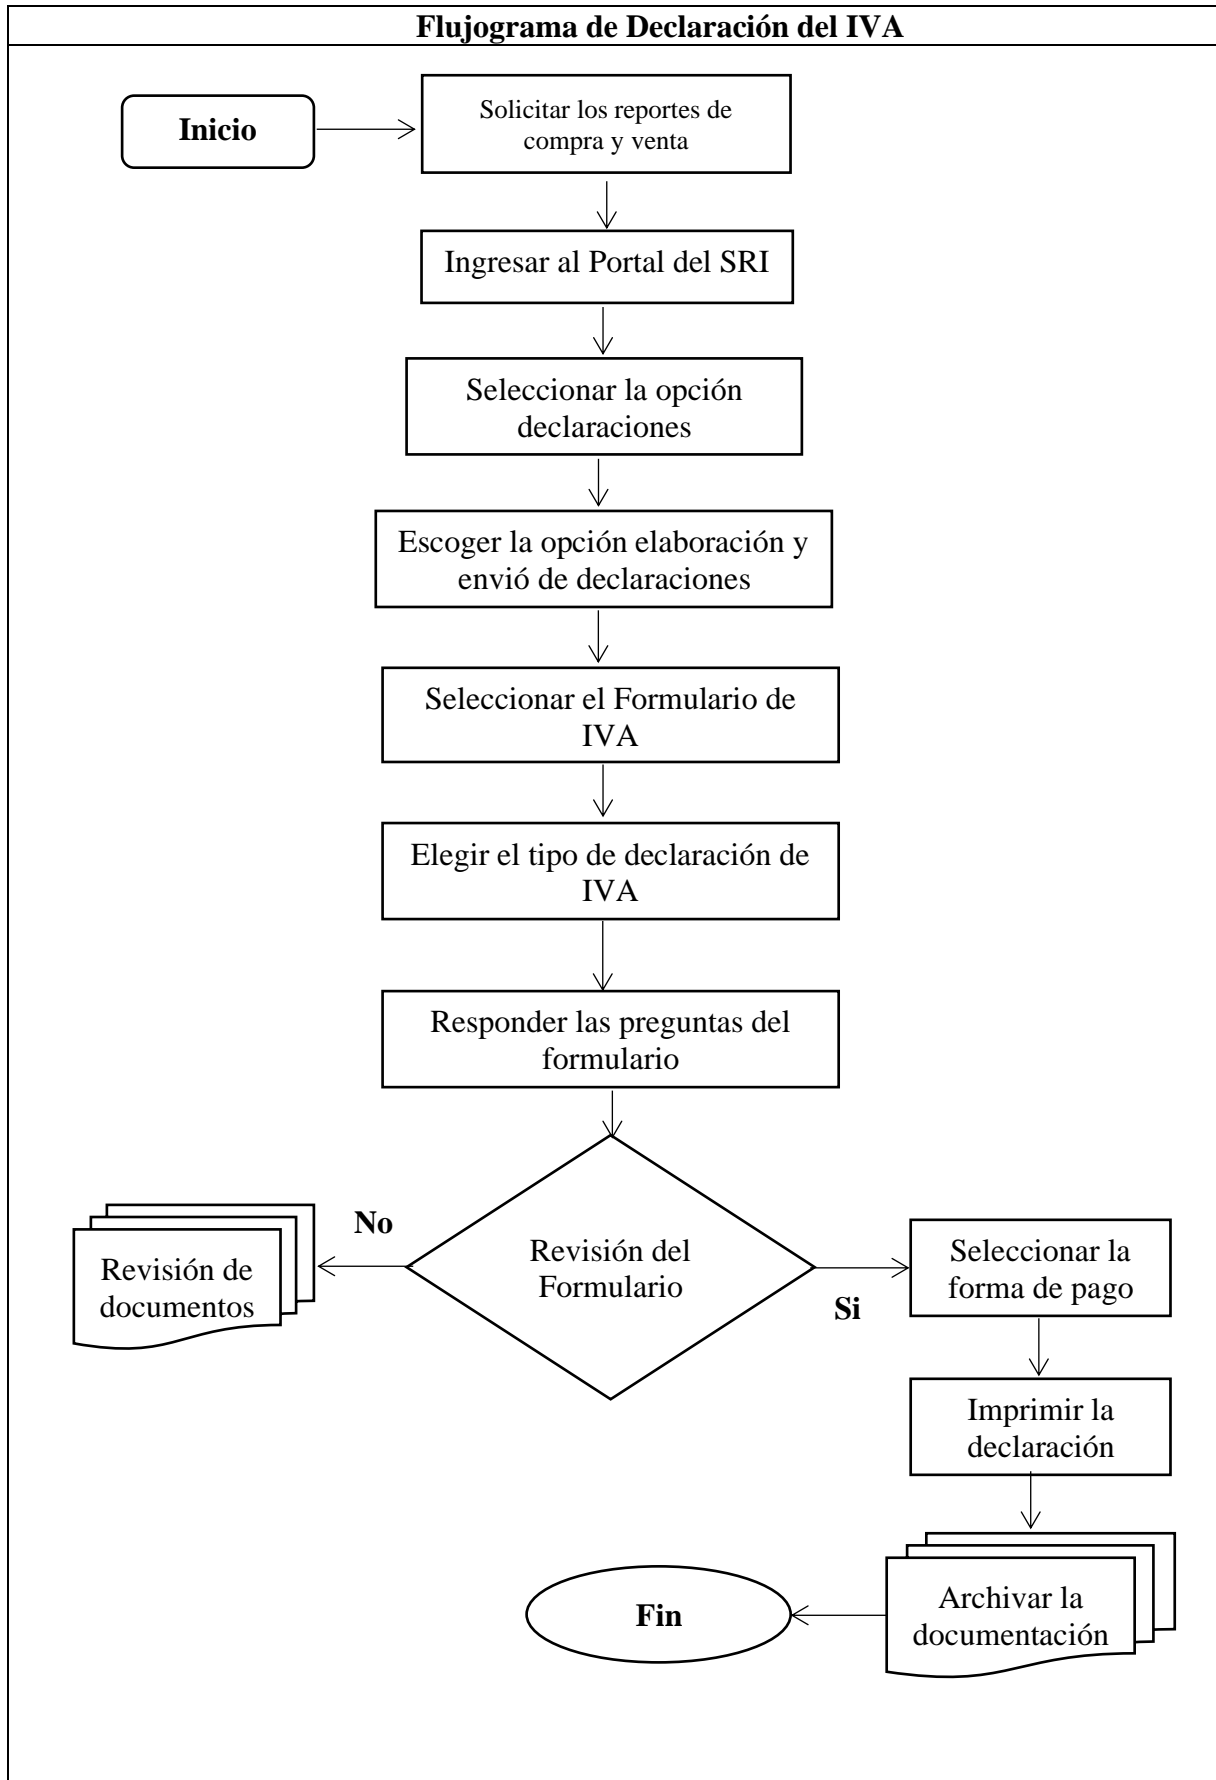 Flujograma de Declaración del IVA
Inicio
Solicitar los reportes de
compra y venta
Ingresar al Portal del SRI
Seleccionar la opción
declaraciones
Escoger la opción elaboración y
envió de declaraciones
Seleccionar el Formulario de
IVA
Elegir el tipo de declaración de
IVA
Responder las preguntas del
formulario
Revisión del
Formulario
No
Revisión de
documentos
Si
Seleccionar la
forma de pago
Imprimir la
declaración
Archivar la
documentación
Fin